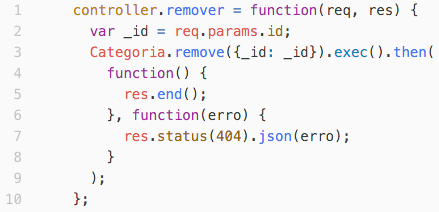 1 controller.remover = function(req, res) {
2 var _id = req.params.id;
3 Categoria.remove({_id: _id}).exec().then(
4 function() {
5 res.end();
6 }, function(erro) {
7 res.status(404).json(erro);
8 }
9 );
10 };